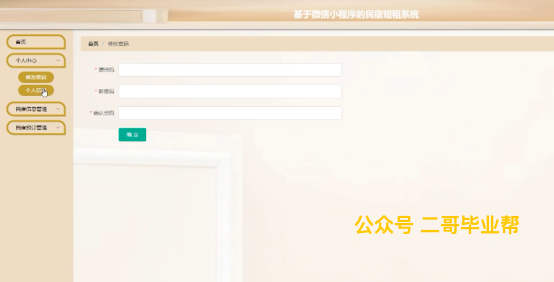 基于微信小程序的民宿短租系统
首页
个人中心
修改密码
个人信息
民宿信息管理
民宿预订管理
首页 / 修改密码
* 原密码
* 新密码
* 确认密码
确 定
公众号 二哥毕业帮